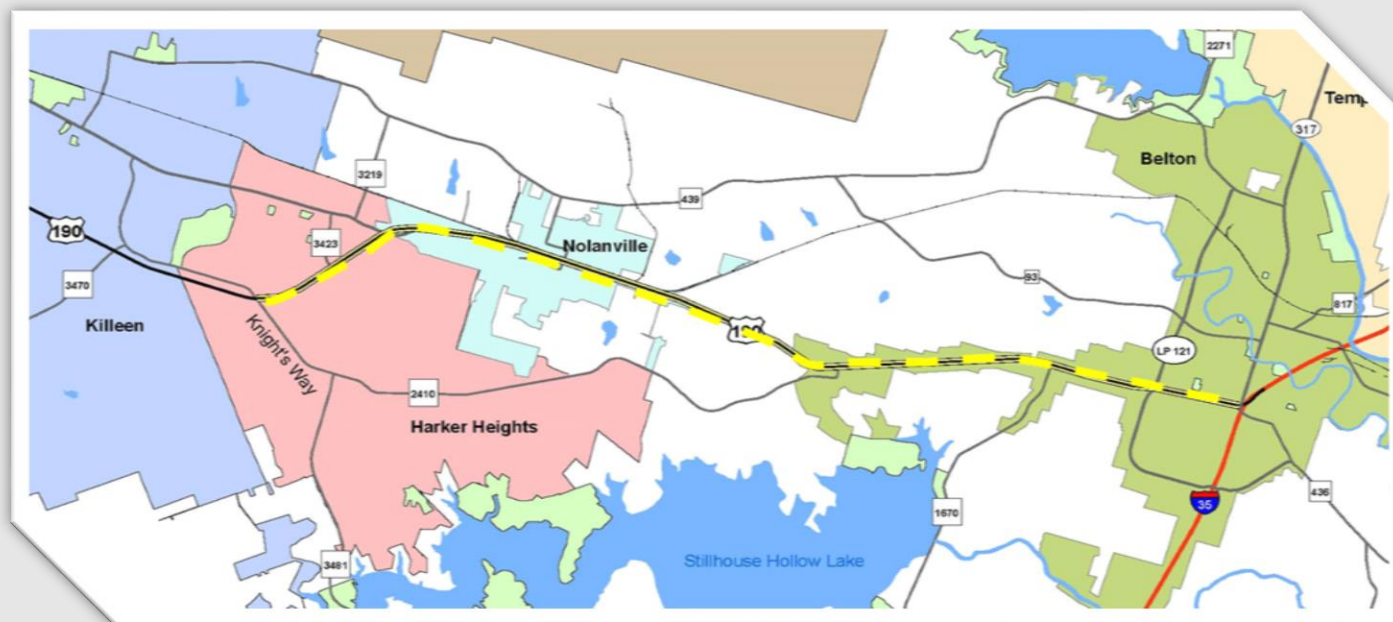 2271
Temp
317
Belton
3219
439
190
3423
Nolanville
93
3470
817
Killeen
190
Knight's Way
LP 121
2410
Harker Heights
436
35
1670
Stillhouse Hollow Lake
3481